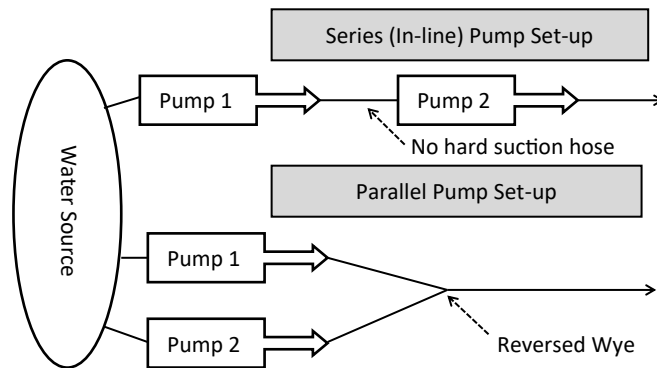 Series (In-line) Pump Set-up
Pump 1
Pump 2
No hard suction hose
Water Source
Parallel Pump Set-up
Pump 1
Pump 2
Reversed Wye